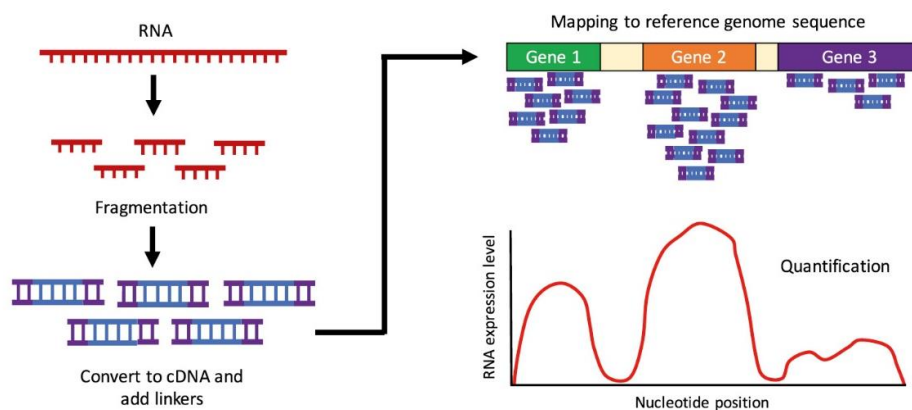 RNA
Fragmentation
Convert to cDNA and
add linkers
Mapping to reference genome sequence
Gene 1
Gene 2
Gene 3
RNA expression level
Quantification
Nucleotide position